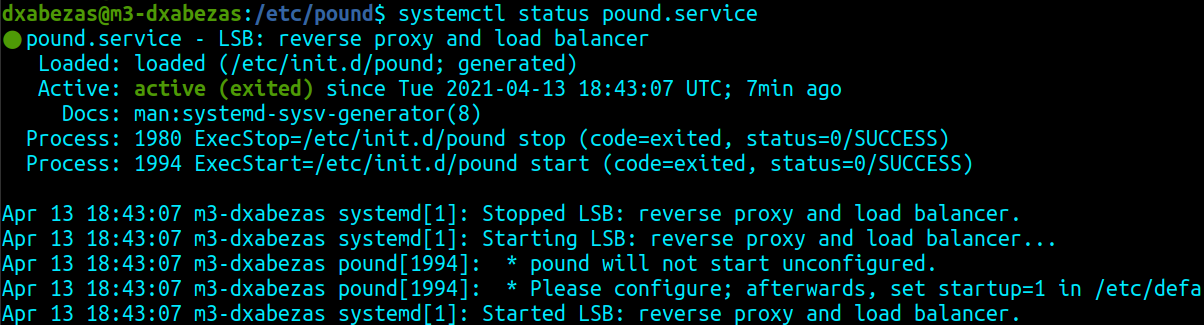 dxabezas@m3-dxabezas:/etc/pound$ systemctl status pound.service
● pound.service - LSB: reverse proxy and load balancer
   Loaded: loaded (/etc/init.d/pound; generated)
   Active: active (exited) since Tue 2021-04-13 18:43:07 UTC; 7min ago
     Docs: man:systemd-sysv-generator(8)
  Process: 1980 ExecStop=/etc/init.d/pound stop (code=exited, status=0/SUCCESS)
  Process: 1994 ExecStart=/etc/init.d/pound start (code=exited, status=0/SUCCESS)

Apr 13 18:43:07 m3-dxabezas systemd[1]: Stopped LSB: reverse proxy and load balancer.
Apr 13 18:43:07 m3-dxabezas systemd[1]: Starting LSB: reverse proxy and load balancer...
Apr 13 18:43:07 m3-dxabezas pound[1994]:  * pound will not start unconfigured.
Apr 13 18:43:07 m3-dxabezas pound[1994]:  * Please configure; afterwards, set startup=1 in /etc/defa
Apr 13 18:43:07 m3-dxabezas systemd[1]: Started LSB: reverse proxy and load balancer.